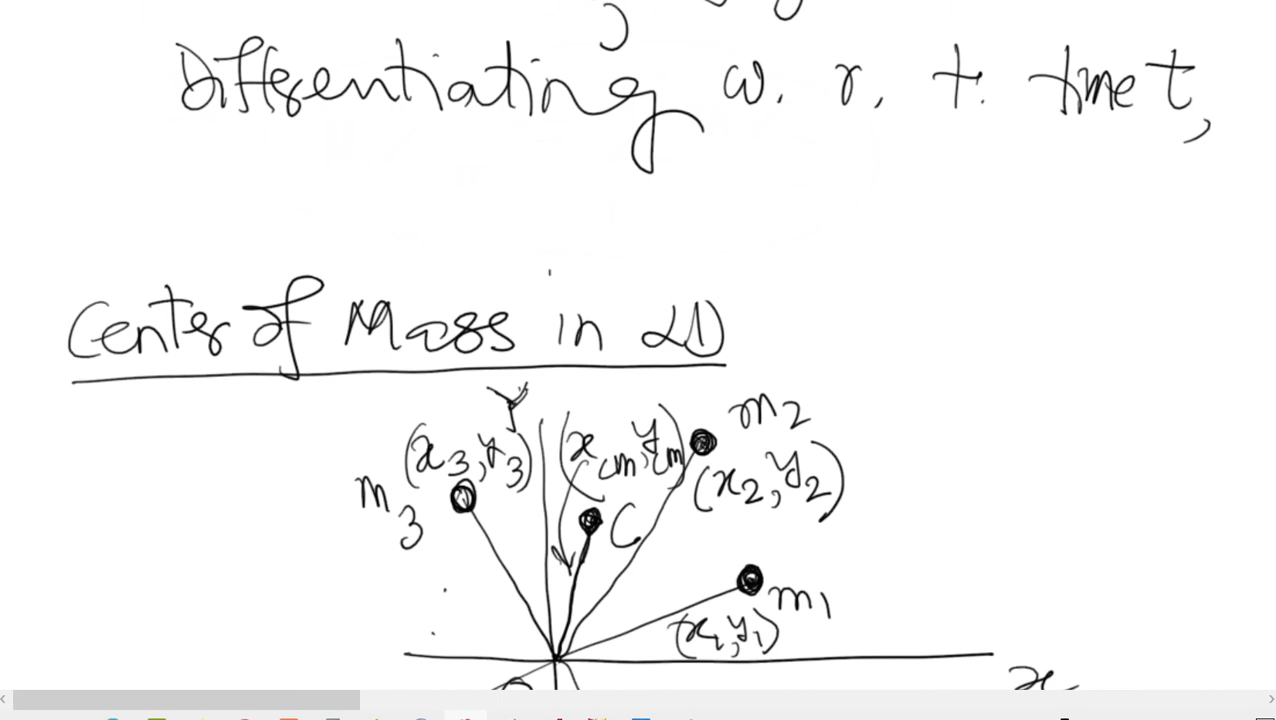 Differentiating w. r. t. time t,
Center of Mass in 2D
Y
(x3, y3)
(xcm, ycm)
m2
(x2, y2)
m3
C
m1
(x1, y1)
x